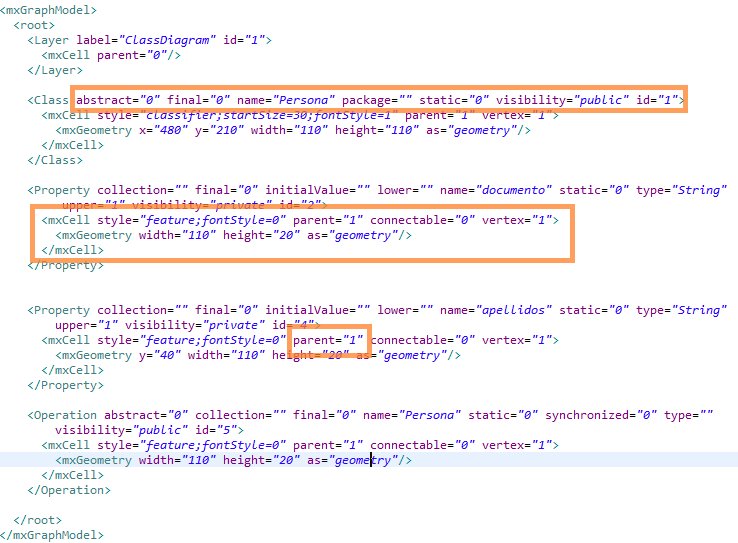 <mxGraphModel>
<root>
<Layer label="ClassDiagram" id="1">
<mxCell parent="0"/>
</Layer>
<Class abstract="0" final="0" name="Persona" package="" static="0" visibility="public" id="1">
<mxCell style="classifier;startSize=30;fontStyle=1" parent="1" vertex="1">
<mxGeometry x="480" y="210" width="110" height="110" as="geometry"/>
</mxCell>
</Class>
<Property collection="" final="0" initialValue="" lower="" name="documento" static="0" type="String"
upper="1" visibility="private" id="2">
<mxCell style="feature;fontStyle=0" parent="1" connectable="0" vertex="1">
<mxGeometry width="110" height="20" as="geometry"/>
</mxCell>
</Property>
<Property collection="" final="0" initialValue="" lower="" name="apellidos" static="0" type="String"
upper="1" visibility="private" id="4">
<mxCell style="feature;fontStyle=0" parent="1" connectable="0" vertex="1">
<mxGeometry y="40" width="110" height="20" as="geometry"/>
</mxCell>
</Property>
<Operation abstract="0" collection="" final="0" name="Persona" static="0" synchronized="0" type=""
visibility="public" id="5">
<mxCell style="feature;fontStyle=0" parent="1" connectable="0" vertex="1">
<mxGeometry width="110" height="20" as="geometry"/>
</mxCell>
</Operation>
</root>
</mxGraphModel>